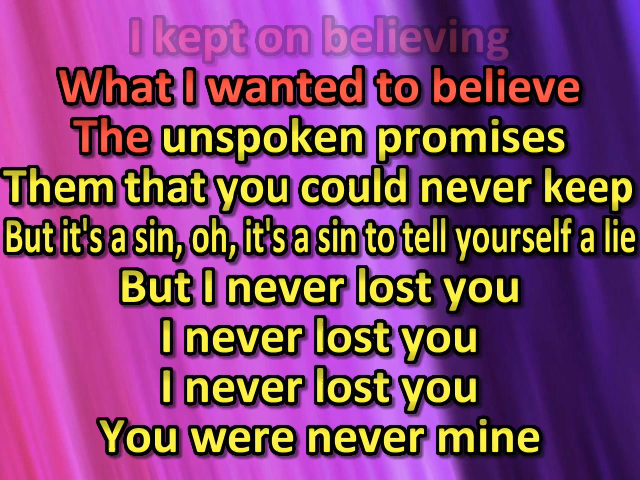 I kept on believing
What I wanted to believe
The unspoken promises
Them that you could never keep
But it's a sin, oh, it's a sin to tell yourself a lie
But I never lost you
I never lost you
I never lost you
You were never mine